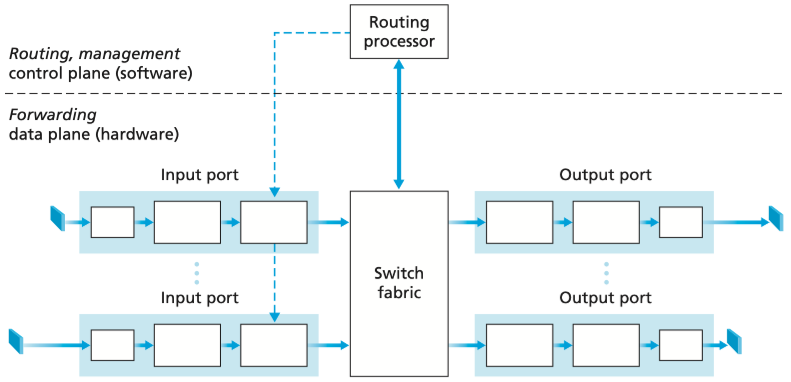 Routing
processor
Routing, management
control plane (software)
Forwarding
data plane (hardware)
Input port
Output port
Switch
fabric
Input port
Output port